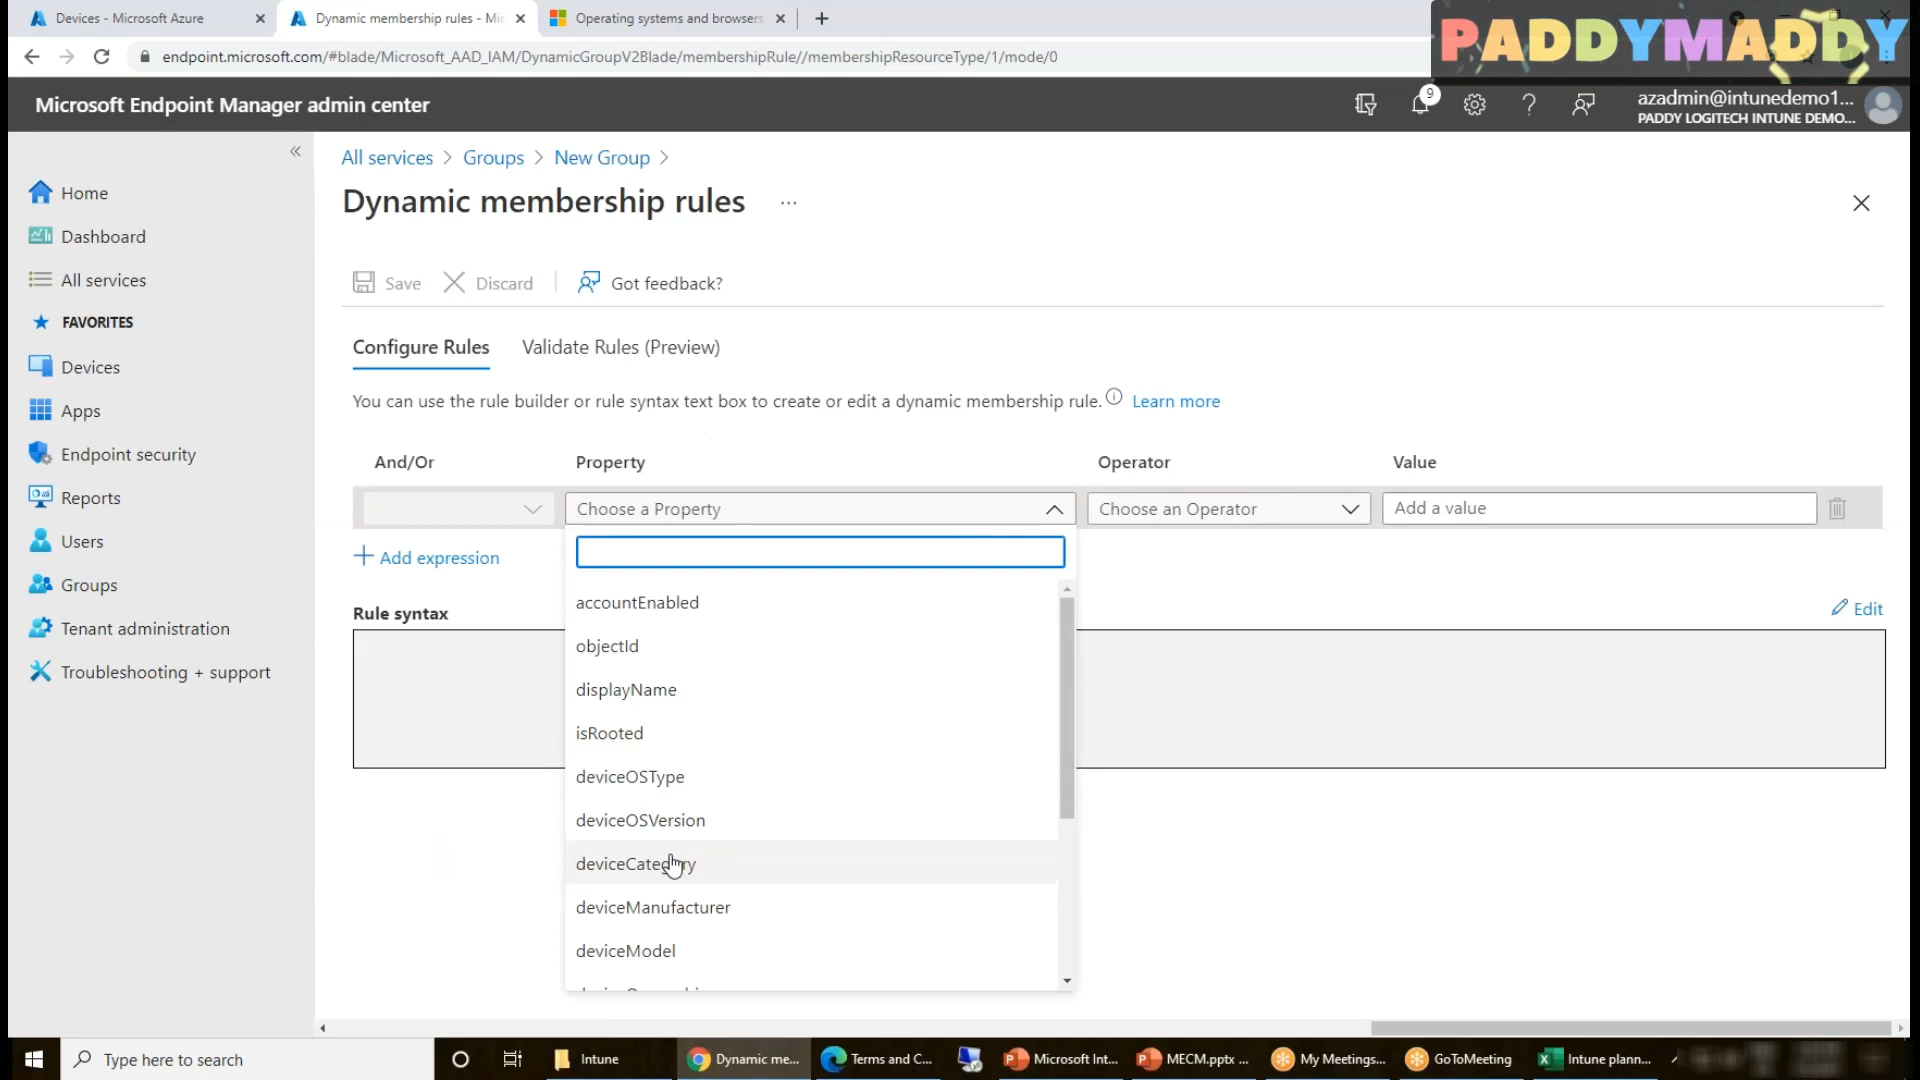 Devices - Microsoft Azure
Dynamic membership rules - Mic
Operating systems and browsers
PADDYMADDY
endpoint.microsoft.com/#blade/Microsoft_AAD_IAM/DynamicGroupV2Blade/membershipRule//membershipResourceType/1/mode/0
Microsoft Endpoint Manager admin center
9
azadmin@intunedemo1...
PADDY LOGITECH INTUNE DEMO...
All services > Groups > New Group >
Dynamic membership rules ...
Home
Dashboard
All services
FAVORITES
Devices
Apps
Endpoint security
Reports
Users
Groups
Tenant administration
Troubleshooting + support
Save
Discard
Got feedback?
Configure Rules
Validate Rules (Preview)
You can use the rule builder or rule syntax text box to create or edit a dynamic membership rule. Learn more
And/Or
Property
Operator
Value
Choose a Property
Choose an Operator
Add a value
Add expression
accountEnabled
objectId
displayName
isRooted
deviceOSType
deviceOSVersion
deviceCategory
deviceManufacturer
deviceModel
Rule syntax
Edit
Type here to search
Intune
Dynamic me...
Terms and C...
Microsoft Int...
MECM.pptx ...
My Meetings...
GoToMeeting
Intune plann...